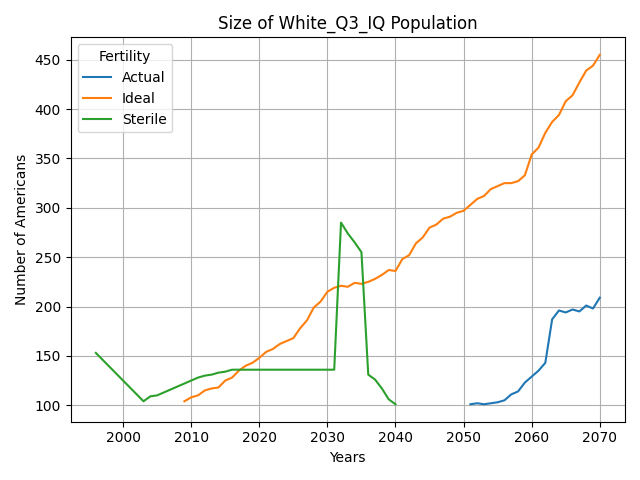 Size of White_Q3_IQ Population
Fertility
Actual
Ideal
Sterile
Number of Americans
450
400
350
300
250
200
150
100
2000 2010 2020 2030 2040 2050 2060 2070
Years